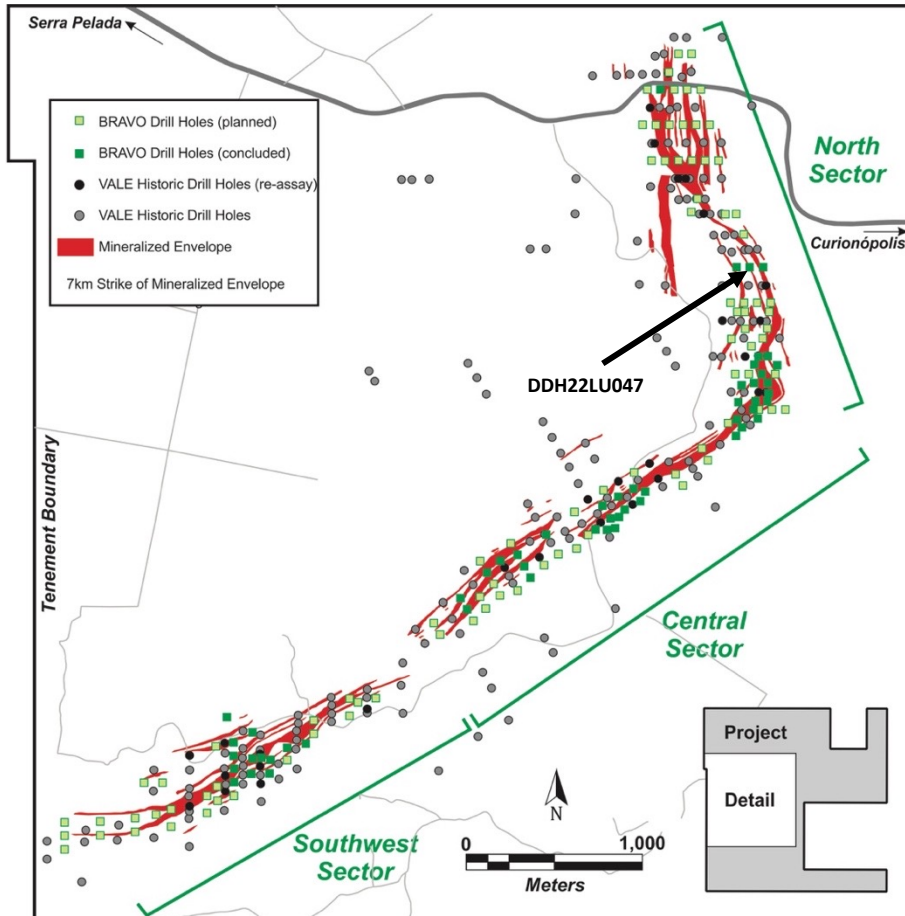 Serra Pelada
BRAVO Drill Holes (planned)
BRAVO Drill Holes (concluded)
VALE Historic Drill Holes (re-assay)
VALE Historic Drill Holes
Mineralized Envelope
7km Strike of Mineralized Envelope
North
Sector
Curionópolis
DDH22LU047
Tenement Boundary
Central
Sector
Project
Detail
Southwest
Sector
N
0
1,000
Meters